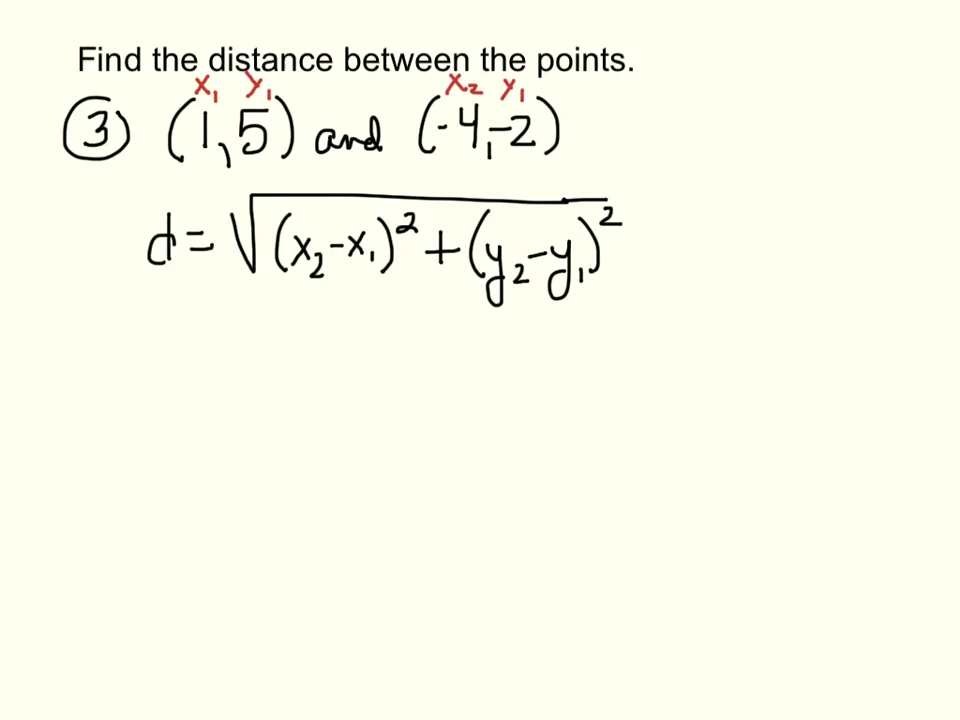 Find the distance between the points.
x₁ y₁ x₂ y₁
③ (1,5) and (-4,-2)
d=√(x₂-x₁)²+(y₂-y₁)²